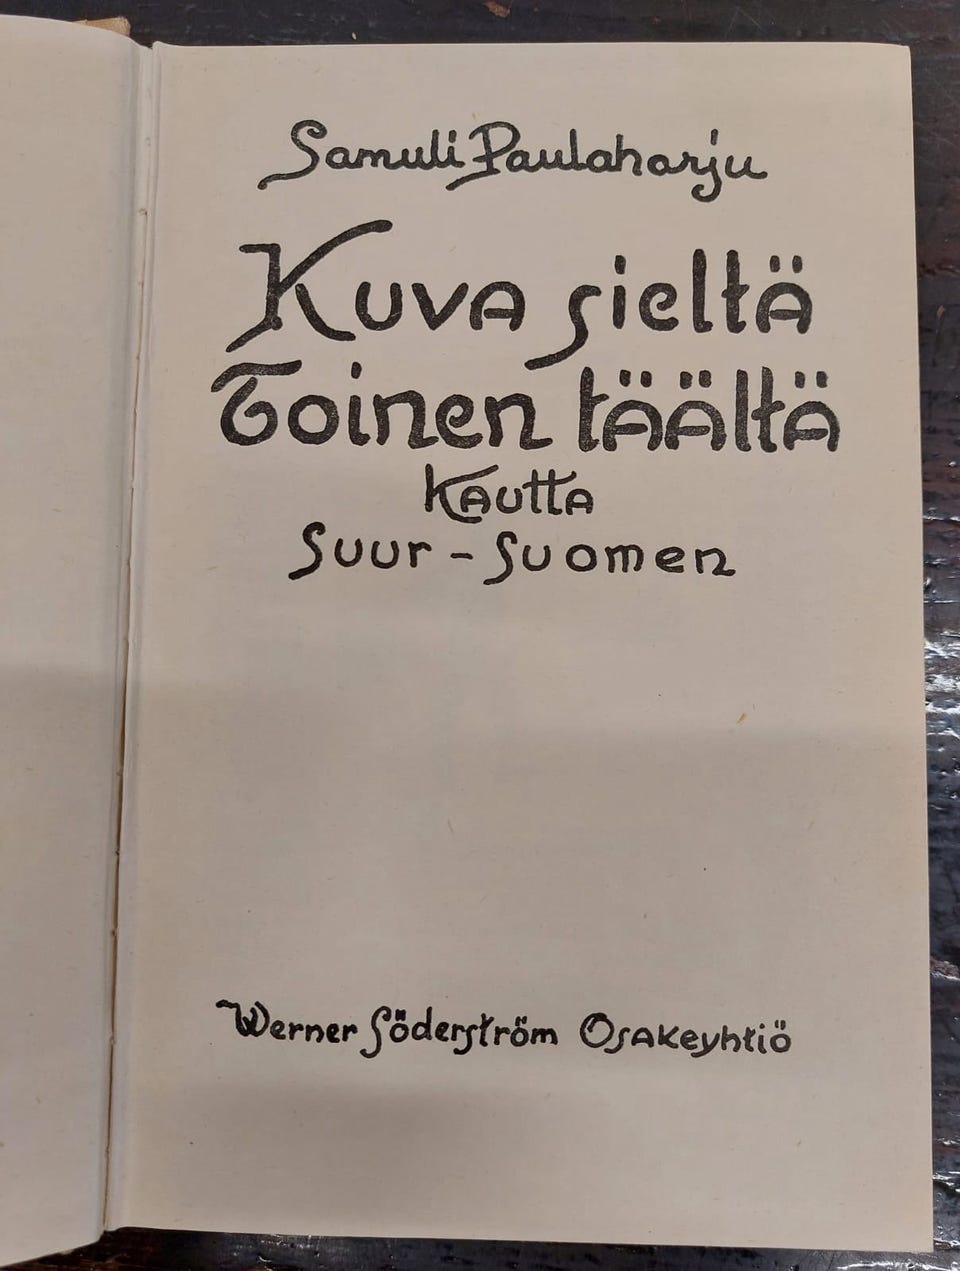 Samuli Paulaharju
Kuva sieltä
Toinen täältä
Kautta
Suur-Suomen
Werner Söderström Osakeyhtiö